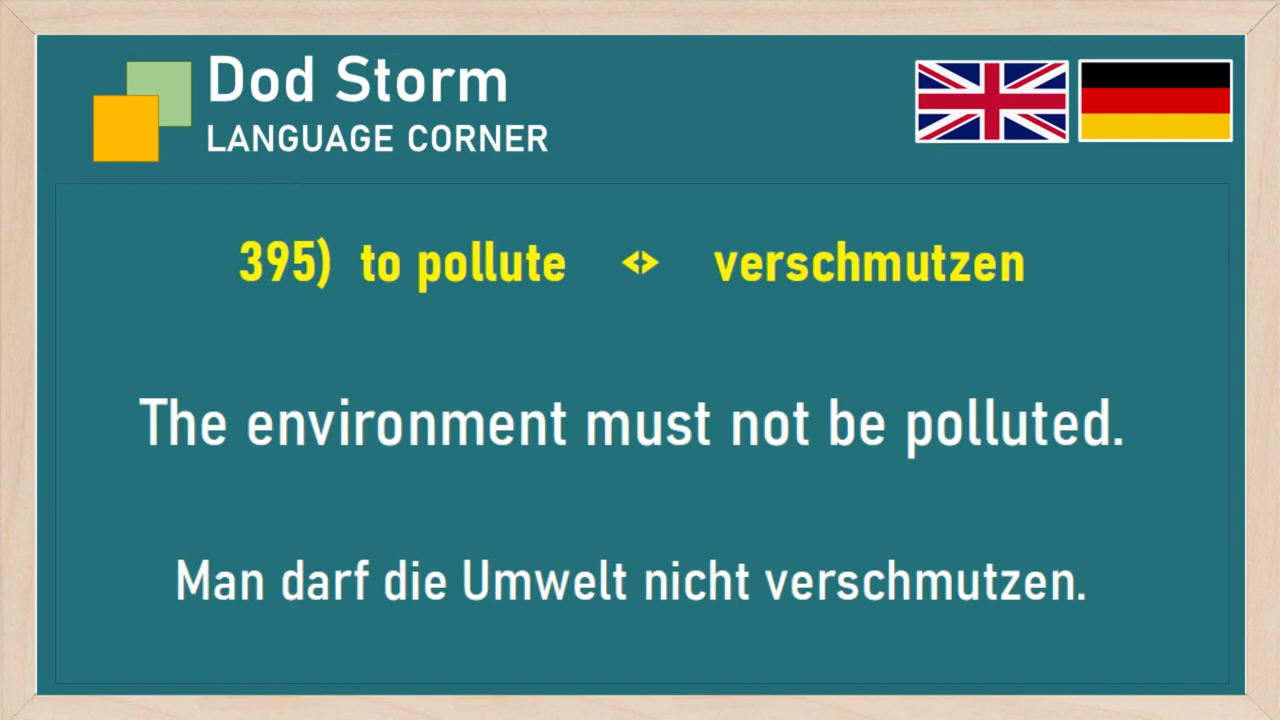 Dod Storm
LANGUAGE CORNER
395) to pollute <> verschmutzen
The environment must not be polluted.
Man darf die Umwelt nicht verschmutzen.